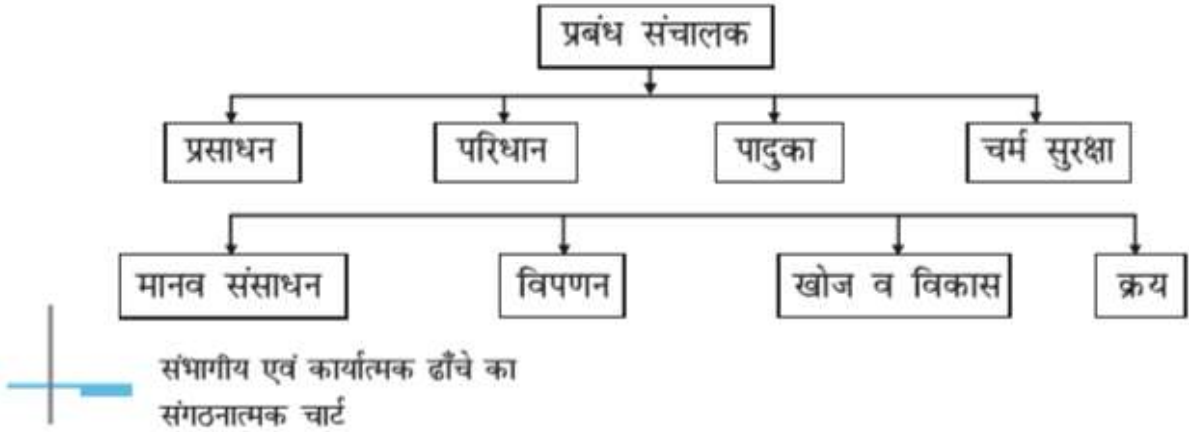 प्रबंध संचालक
प्रसाधन परिधान पादुका चर्म सुरक्षा
मानव संसाधन विपणन खोज व विकास क्रय
संभागीय एवं कार्यात्मक ढाँचे का
संगठनात्मक चार्ट